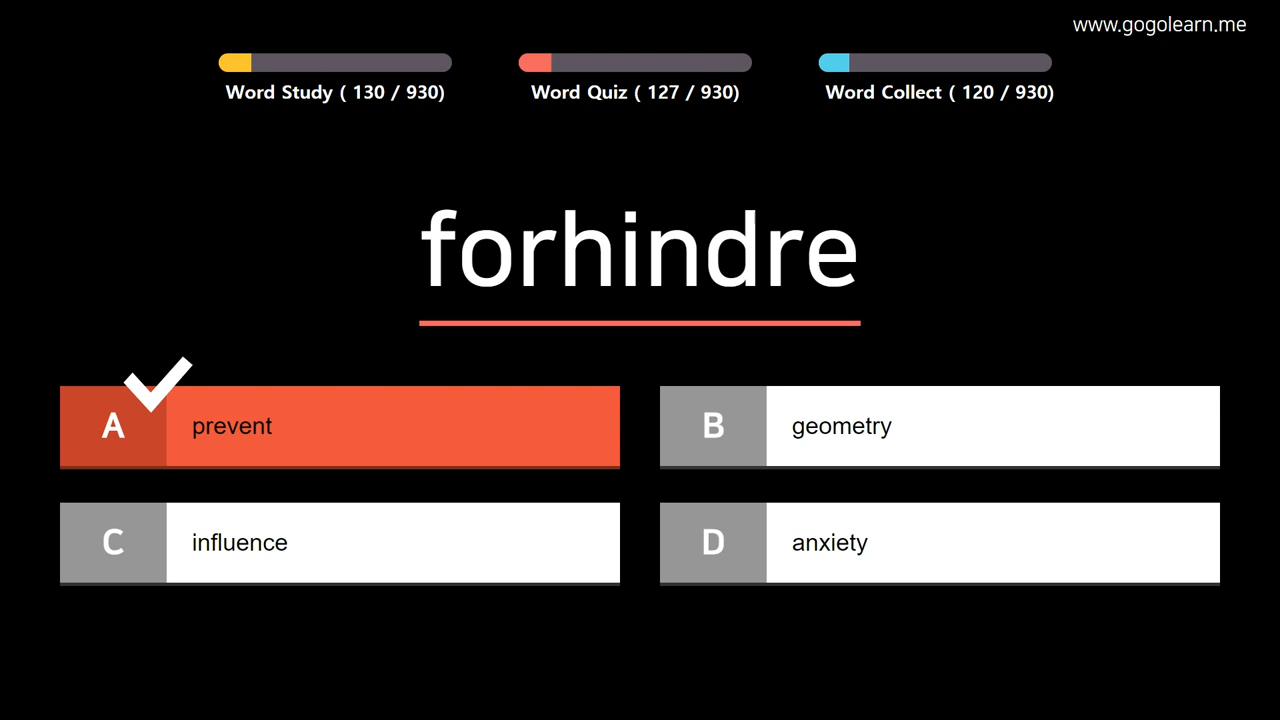 www.gogolearn.me
Word Study ( 130 / 930)
Word Quiz ( 127 / 930)
Word Collect ( 120 / 930)
forhindre
A prevent
B geometry
C influence
D anxiety